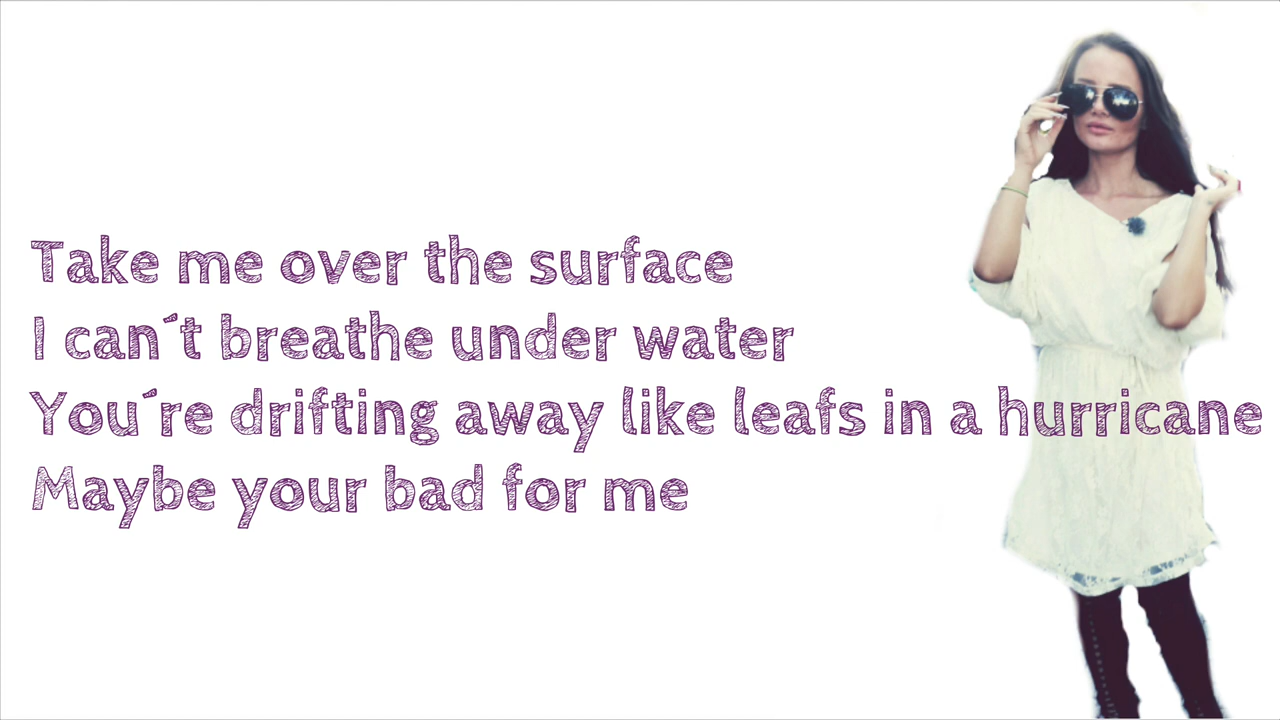 Take me over the surface
I can´t breathe under water
You´re drifting away like leafs in a hurricane
Maybe your bad for me